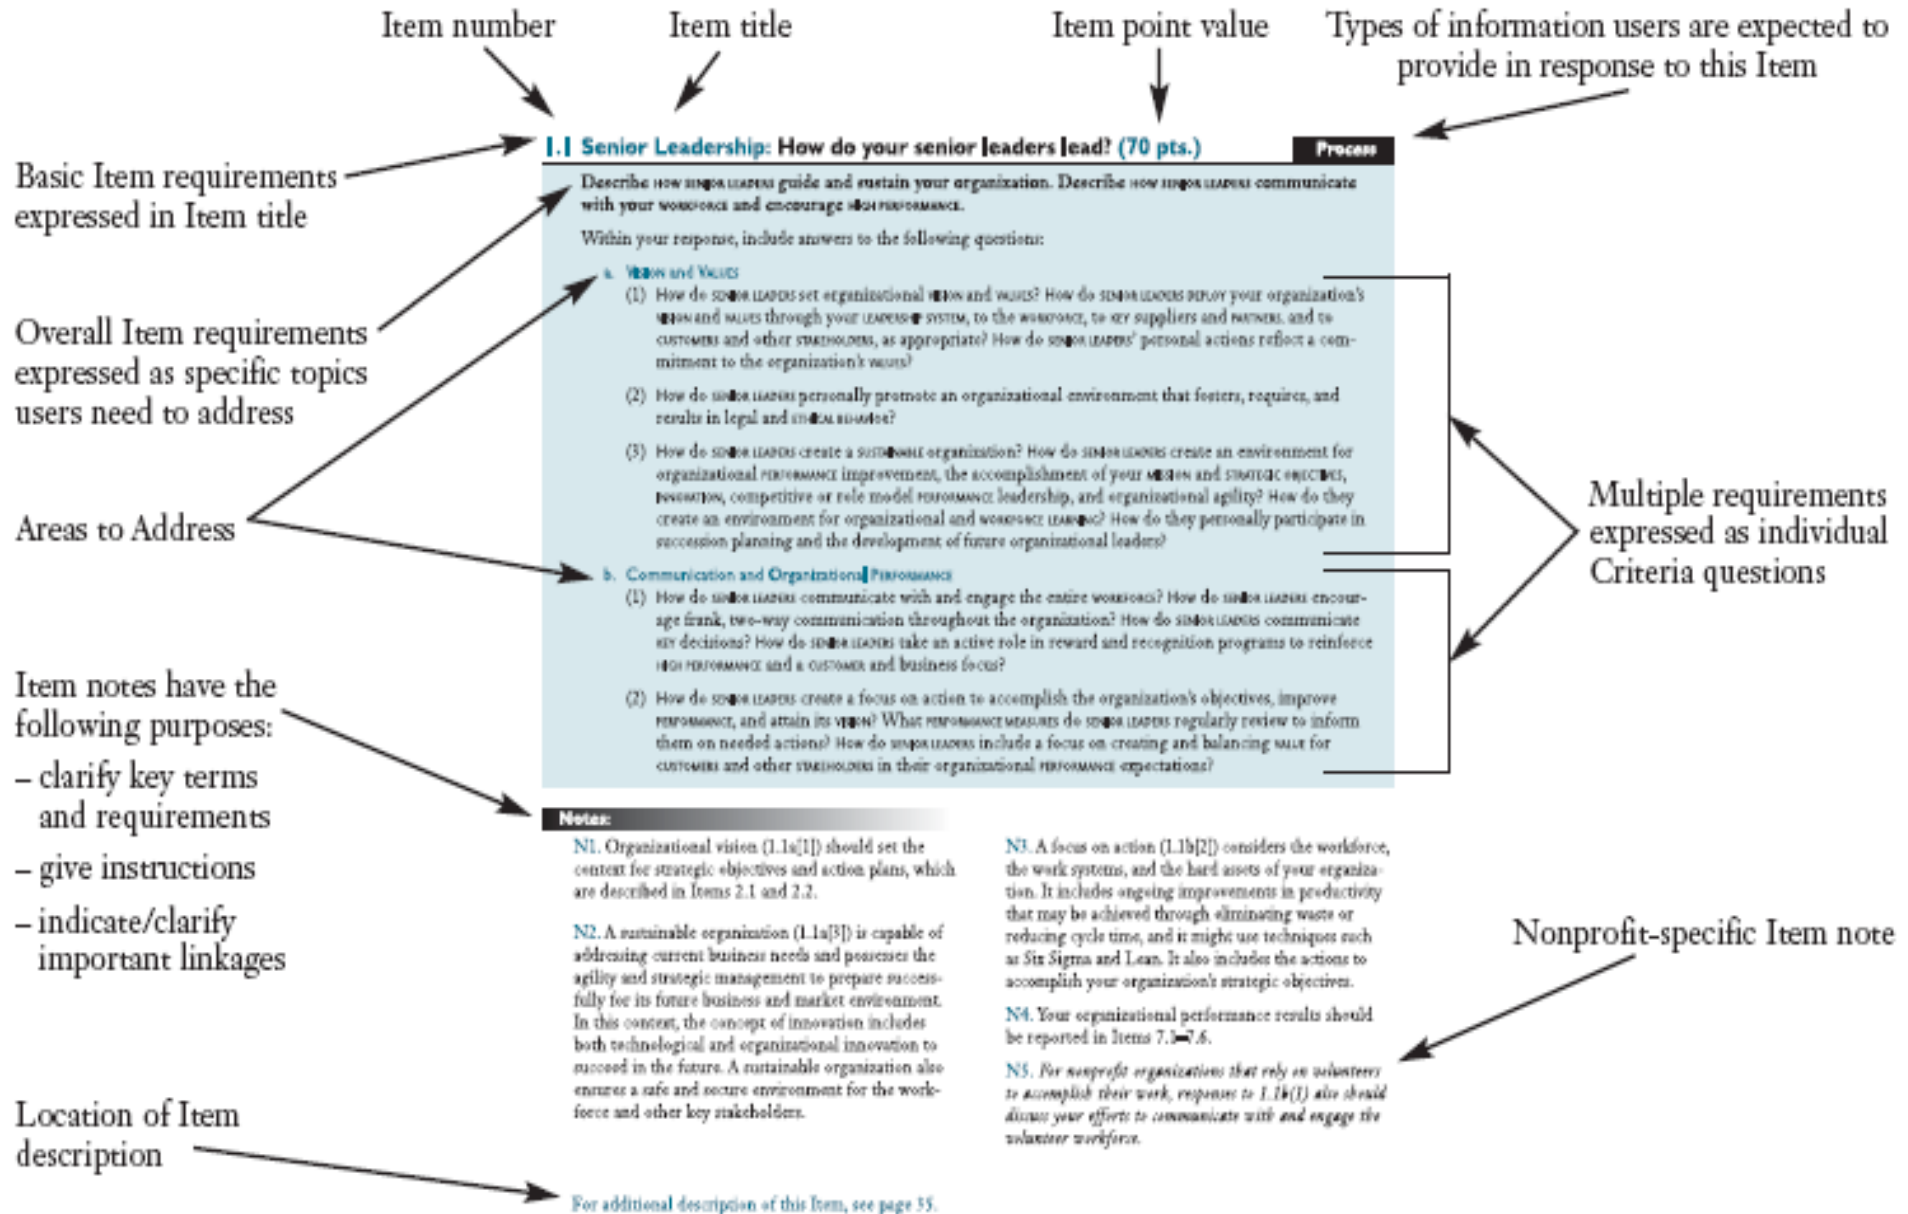 Item number
Item title
Item point value
Types of information users are expected to
provide in response to this Item
Basic Item requirements
expressed in Item title
Overall Item requirements
expressed as specific topics
users need to address
Areas to Address
Item notes have the
following purposes:
– clarify key terms
and requirements
– give instructions
– indicate/clarify
important linkages
Location of Item
description
1.1 Senior Leadership: How do your senior leaders lead? (70 pts.)
Process
Describe HOW SENIOR LEADERS guide and sustain your organization. Describe HOW SENIOR LEADERS communicate
with your WORKFORCE and encourage HIGH PERFORMANCE.
Within your response, include answers to the following questions:
a. VISION and VALUES
(1) How do SENIOR LEADERS set organizational VISION and VALUES? How do SENIOR LEADERS DEPLOY your organization's
VISION and VALUES through your LEADERSHIP SYSTEM, to the WORKFORCE, to KEY suppliers and PARTNERS, and to
CUSTOMERS and other STAKEHOLDERS, as appropriate? How do SENIOR LEADERS' personal actions reflect a com-
mitment to the organization's VALUES?
(2) How do SENIOR LEADERS personally promote an organizational environment that fosters, requires, and
results in legal and ETHICAL BEHAVIOR?
(3) How do SENIOR LEADERS create a SUSTAINABLE organization? How do SENIOR LEADERS create an environment for
organizational PERFORMANCE improvement, the accomplishment of your MISSION and STRATEGIC OBJECTIVES,
INNOVATION, competitive or role model PERFORMANCE leadership, and organizational agility? How do they
create an environment for organizational and WORKFORCE LEARNING? How do they personally participate in
succession planning and the development of future organizational leaders?
b. Communication and Organizational PERFORMANCE
(1) How do SENIOR LEADERS communicate with and engage the entire WORKFORCE? How do SENIOR LEADERS encour-
age frank, two-way communication throughout the organization? How do SENIOR LEADERS communicate
KEY decisions? How do SENIOR LEADERS take an active role in reward and recognition programs to reinforce
HIGH PERFORMANCE and a CUSTOMER and business focus?
(2) How do SENIOR LEADERS create a focus on action to accomplish the organization's objectives, improve
PERFORMANCE, and attain its VISION? What PERFORMANCE MEASURES do SENIOR LEADERS regularly review to inform
them on needed actions? How do SENIOR LEADERS include a focus on creating and balancing VALUE for
CUSTOMERS and other STAKEHOLDERS in their organizational PERFORMANCE expectations?
Multiple requirements
expressed as individual
Criteria questions
Notes:
N1. Organizational vision (1.1a[1]) should set the
context for strategic objectives and action plans, which
are described in Items 2.1 and 2.2.
N2. A sustainable organization (1.1a[3]) is capable of
addressing current business needs and possesses the
agility and strategic management to prepare success-
fully for its future business and market environment.
In this context, the concept of innovation includes
both technological and organizational innovation to
succeed in the future. A sustainable organization also
ensures a safe and secure environment for the work-
force and other key stakeholders.
N3. A focus on action (1.1b[2]) considers the workforce,
the work systems, and the hard assets of your organiza-
tion. It includes ongoing improvements in productivity
that may be achieved through eliminating waste or
reducing cycle time, and it might use techniques such
as Six Sigma and Lean. It also includes the actions to
accomplish your organization's strategic objectives.
N4. Your organizational performance results should
be reported in Items 7.1–7.6.
N5. For nonprofit organizations that rely on volunteers
to accomplish their work, responses to 1.1b(1) also should
discuss your efforts to communicate with and engage the
volunteer workforce.
Nonprofit-specific Item note
For additional description of this Item, see page 35.